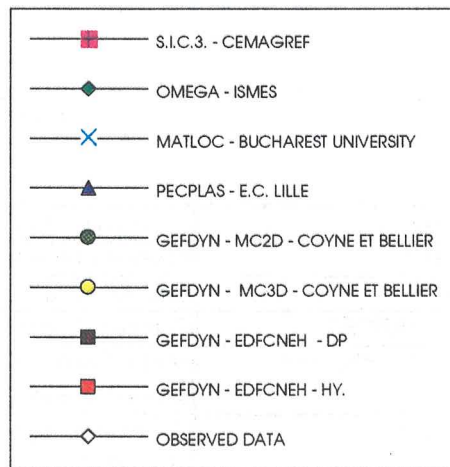 S.I.C.3. - CEMAGREF
OMEGA - ISMES
MATLOC - BUCHAREST UNIVERSITY
PECPLAS - E.C. LILLE
GEFDYN - MC2D - COYNE ET BELLIER
GEFDYN - MC3D - COYNE ET BELLIER
GEFDYN - EDFCNEH - DP
GEFDYN - EDFCNEH - HY.
OBSERVED DATA